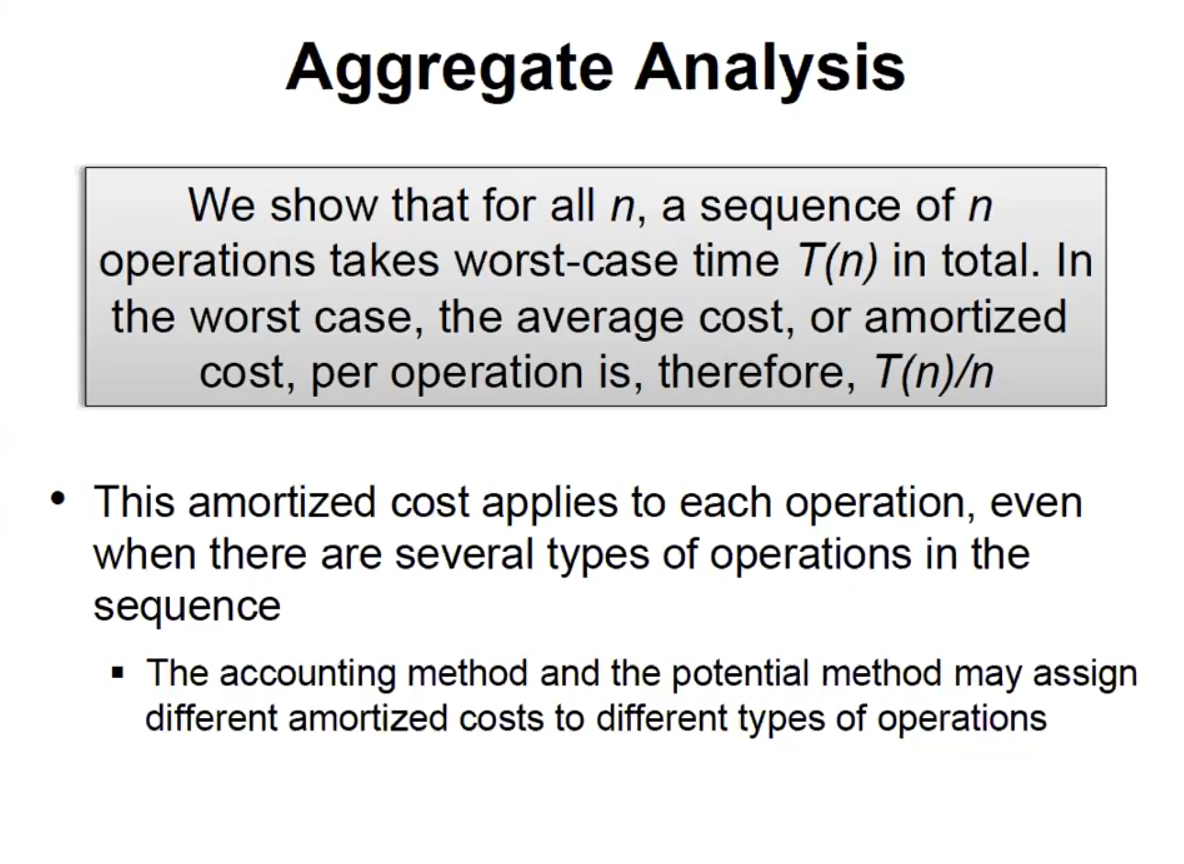 Aggregate Analysis
We show that for all n, a sequence of n
operations takes worst-case time T(n) in total. In
the worst case, the average cost, or amortized
cost, per operation is, therefore, T(n)/n
• This amortized cost applies to each operation, even
when there are several types of operations in the
sequence
▪ The accounting method and the potential method may assign
different amortized costs to different types of operations